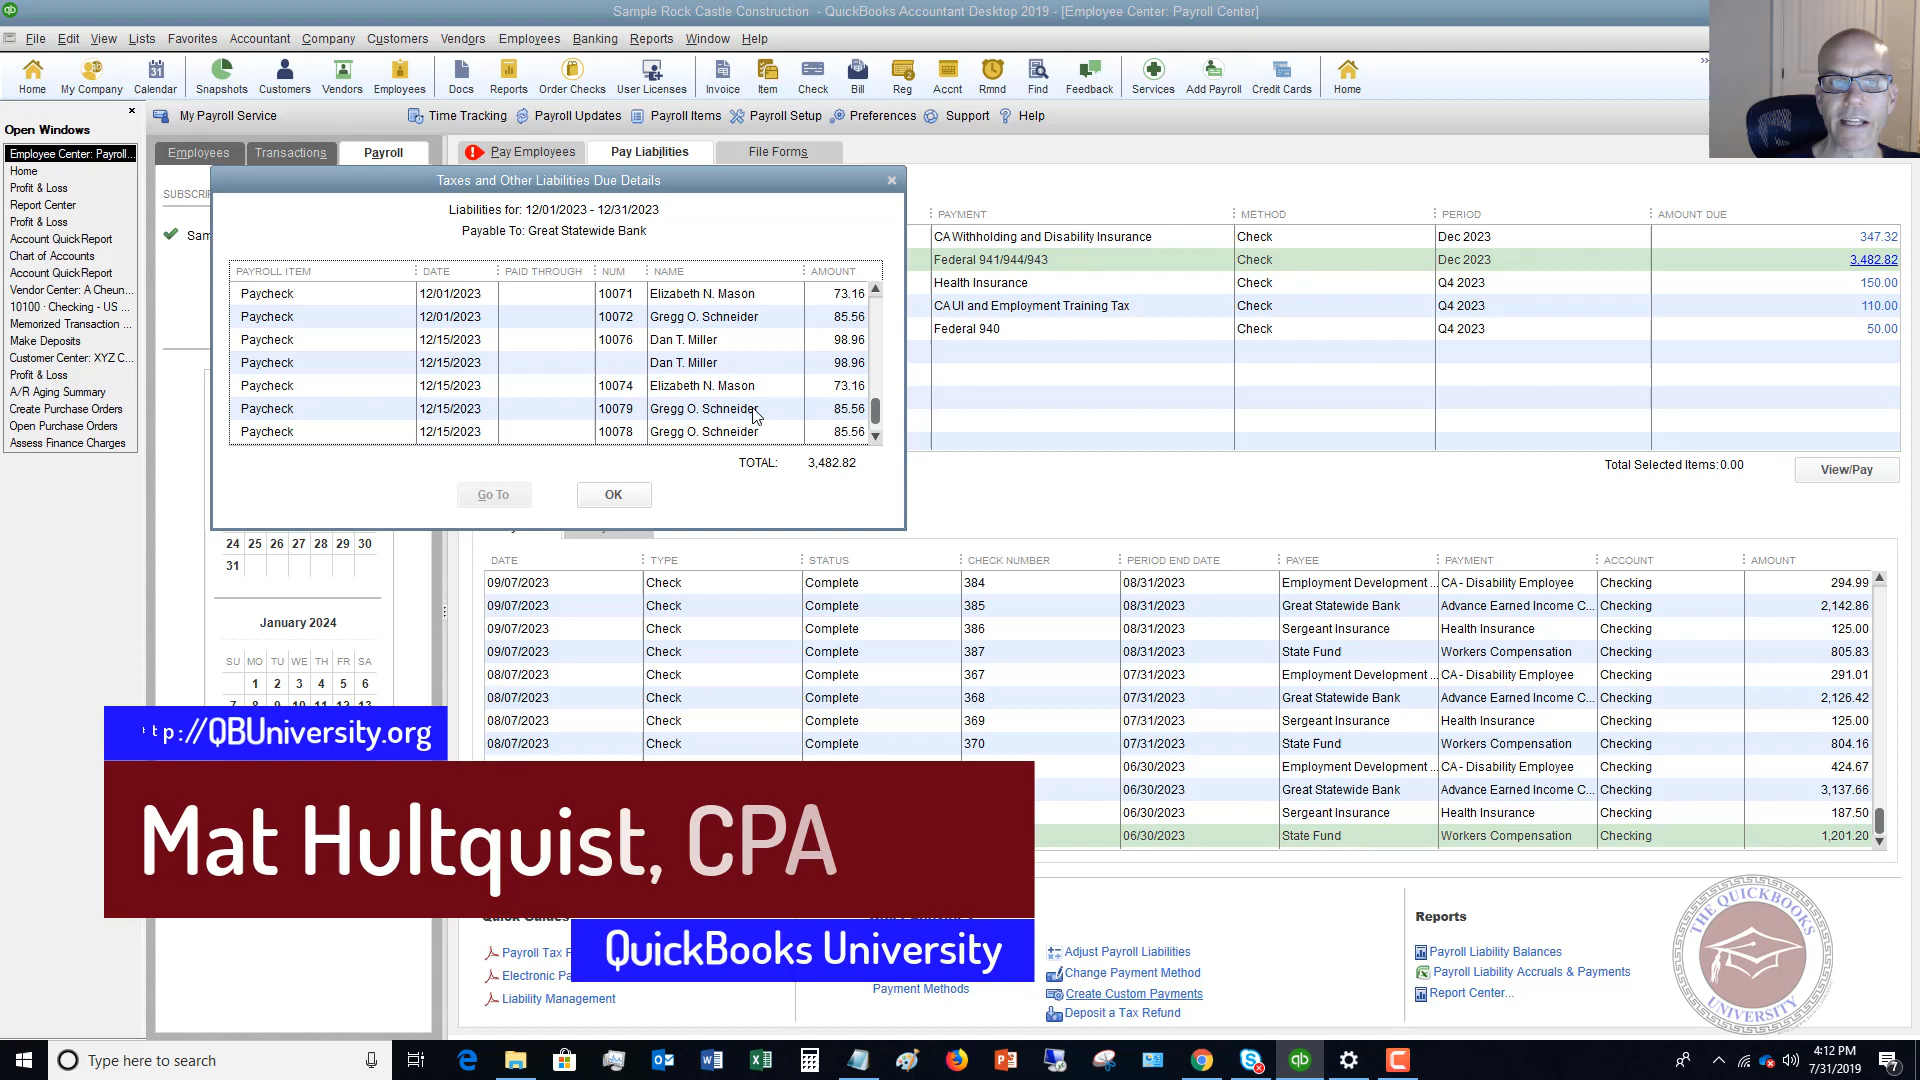 Sample Rock Castle Construction - QuickBooks Accountant Desktop 2019 - [Employee Center: Payroll Center]
File Edit View Lists Favorites Accountant Company Customers Vendors Employees Banking Reports Window Help
Home My Company Calendar Snapshots Customers Vendors Employees Docs Reports Order Checks User Licenses Invoice Item Check Bill Reg Accnt Rmnd Find Feedback Services Add Payroll Credit Cards Home
My Payroll Service Time Tracking Payroll Updates Payroll Items Payroll Setup Preferences Support Help
Open Windows
Employee Center: Payroll...
Home
Profit & Loss
Report Center
Profit & Loss
Account QuickReport
Chart of Accounts
Account QuickReport
Vendor Center: A Cheun...
10100 · Checking - US ...
Memorized Transaction ...
Make Deposits
Customer Center: XYZ C...
Profit & Loss
A/R Aging Summary
Create Purchase Orders
Open Purchase Orders
Assess Finance Charges
Employees Transactions Payroll
Pay Employees Pay Liabilities File Forms
SUBSCRI
Sam
Taxes and Other Liabilities Due Details
Liabilities for: 12/01/2023 - 12/31/2023
Payable To: Great Statewide Bank
PAYROLL ITEM DATE PAID THROUGH NUM NAME AMOUNT
Paycheck 12/01/2023 10071 Elizabeth N. Mason 73.16
Paycheck 12/01/2023 10072 Gregg O. Schneider 85.56
Paycheck 12/15/2023 10076 Dan T. Miller 98.96
Paycheck 12/15/2023 Dan T. Miller 98.96
Paycheck 12/15/2023 10074 Elizabeth N. Mason 73.16
Paycheck 12/15/2023 10079 Gregg O. Schneider 85.56
Paycheck 12/15/2023 10078 Gregg O. Schneider 85.56
TOTAL: 3,482.82
Go To OK
PAYMENT METHOD PERIOD AMOUNT DUE
CA Withholding and Disability Insurance Check Dec 2023 347.32
Federal 941/944/943 Check Dec 2023 3,482.82
Health Insurance Check Q4 2023 150.00
CA UI and Employment Training Tax Check Q4 2023 110.00
Federal 940 Check Q4 2023 50.00
Total Selected Items: 0.00 View/Pay
24 25 26 27 28 29 30
31
January 2024
SU MO TU WE TH FR SA
1 2 3 4 5 6
7 8 9 10 11 12 13
DATE TYPE STATUS CHECK NUMBER PERIOD END DATE PAYEE PAYMENT ACCOUNT AMOUNT
09/07/2023 Check Complete 384 08/31/2023 Employment Development ... CA - Disability Employee Checking 294.99
09/07/2023 Check Complete 385 08/31/2023 Great Statewide Bank Advance Earned Income C... Checking 2,142.86
09/07/2023 Check Complete 386 08/31/2023 Sergeant Insurance Health Insurance Checking 125.00
09/07/2023 Check Complete 387 08/31/2023 State Fund Workers Compensation Checking 805.83
08/07/2023 Check Complete 367 07/31/2023 Employment Development ... CA - Disability Employee Checking 291.01
08/07/2023 Check Complete 368 07/31/2023 Great Statewide Bank Advance Earned Income C... Checking 2,126.42
08/07/2023 Check Complete 369 07/31/2023 Sergeant Insurance Health Insurance Checking 125.00
08/07/2023 Check Complete 370 07/31/2023 State Fund Workers Compensation Checking 804.16
06/30/2023 Employment Development ... CA - Disability Employee Checking 424.67
06/30/2023 Great Statewide Bank Advance Earned Income C... Checking 3,137.66
06/30/2023 Sergeant Insurance Health Insurance Checking 187.50
06/30/2023 State Fund Workers Compensation Checking 1,201.20
tp://QBUniversity.org
Mat Hultquist, CPA
QuickBooks University
Payroll Tax F
Electronic Pa
Liability Management
Payment Methods
Adjust Payroll Liabilities
Change Payment Method
Create Custom Payments
Deposit a Tax Refund
Reports
Payroll Liability Balances
Payroll Liability Accruals & Payments
Report Center...
THE QUICKBOOKS UNIVERSITY
Type here to search
4:12 PM
7/31/2019
7